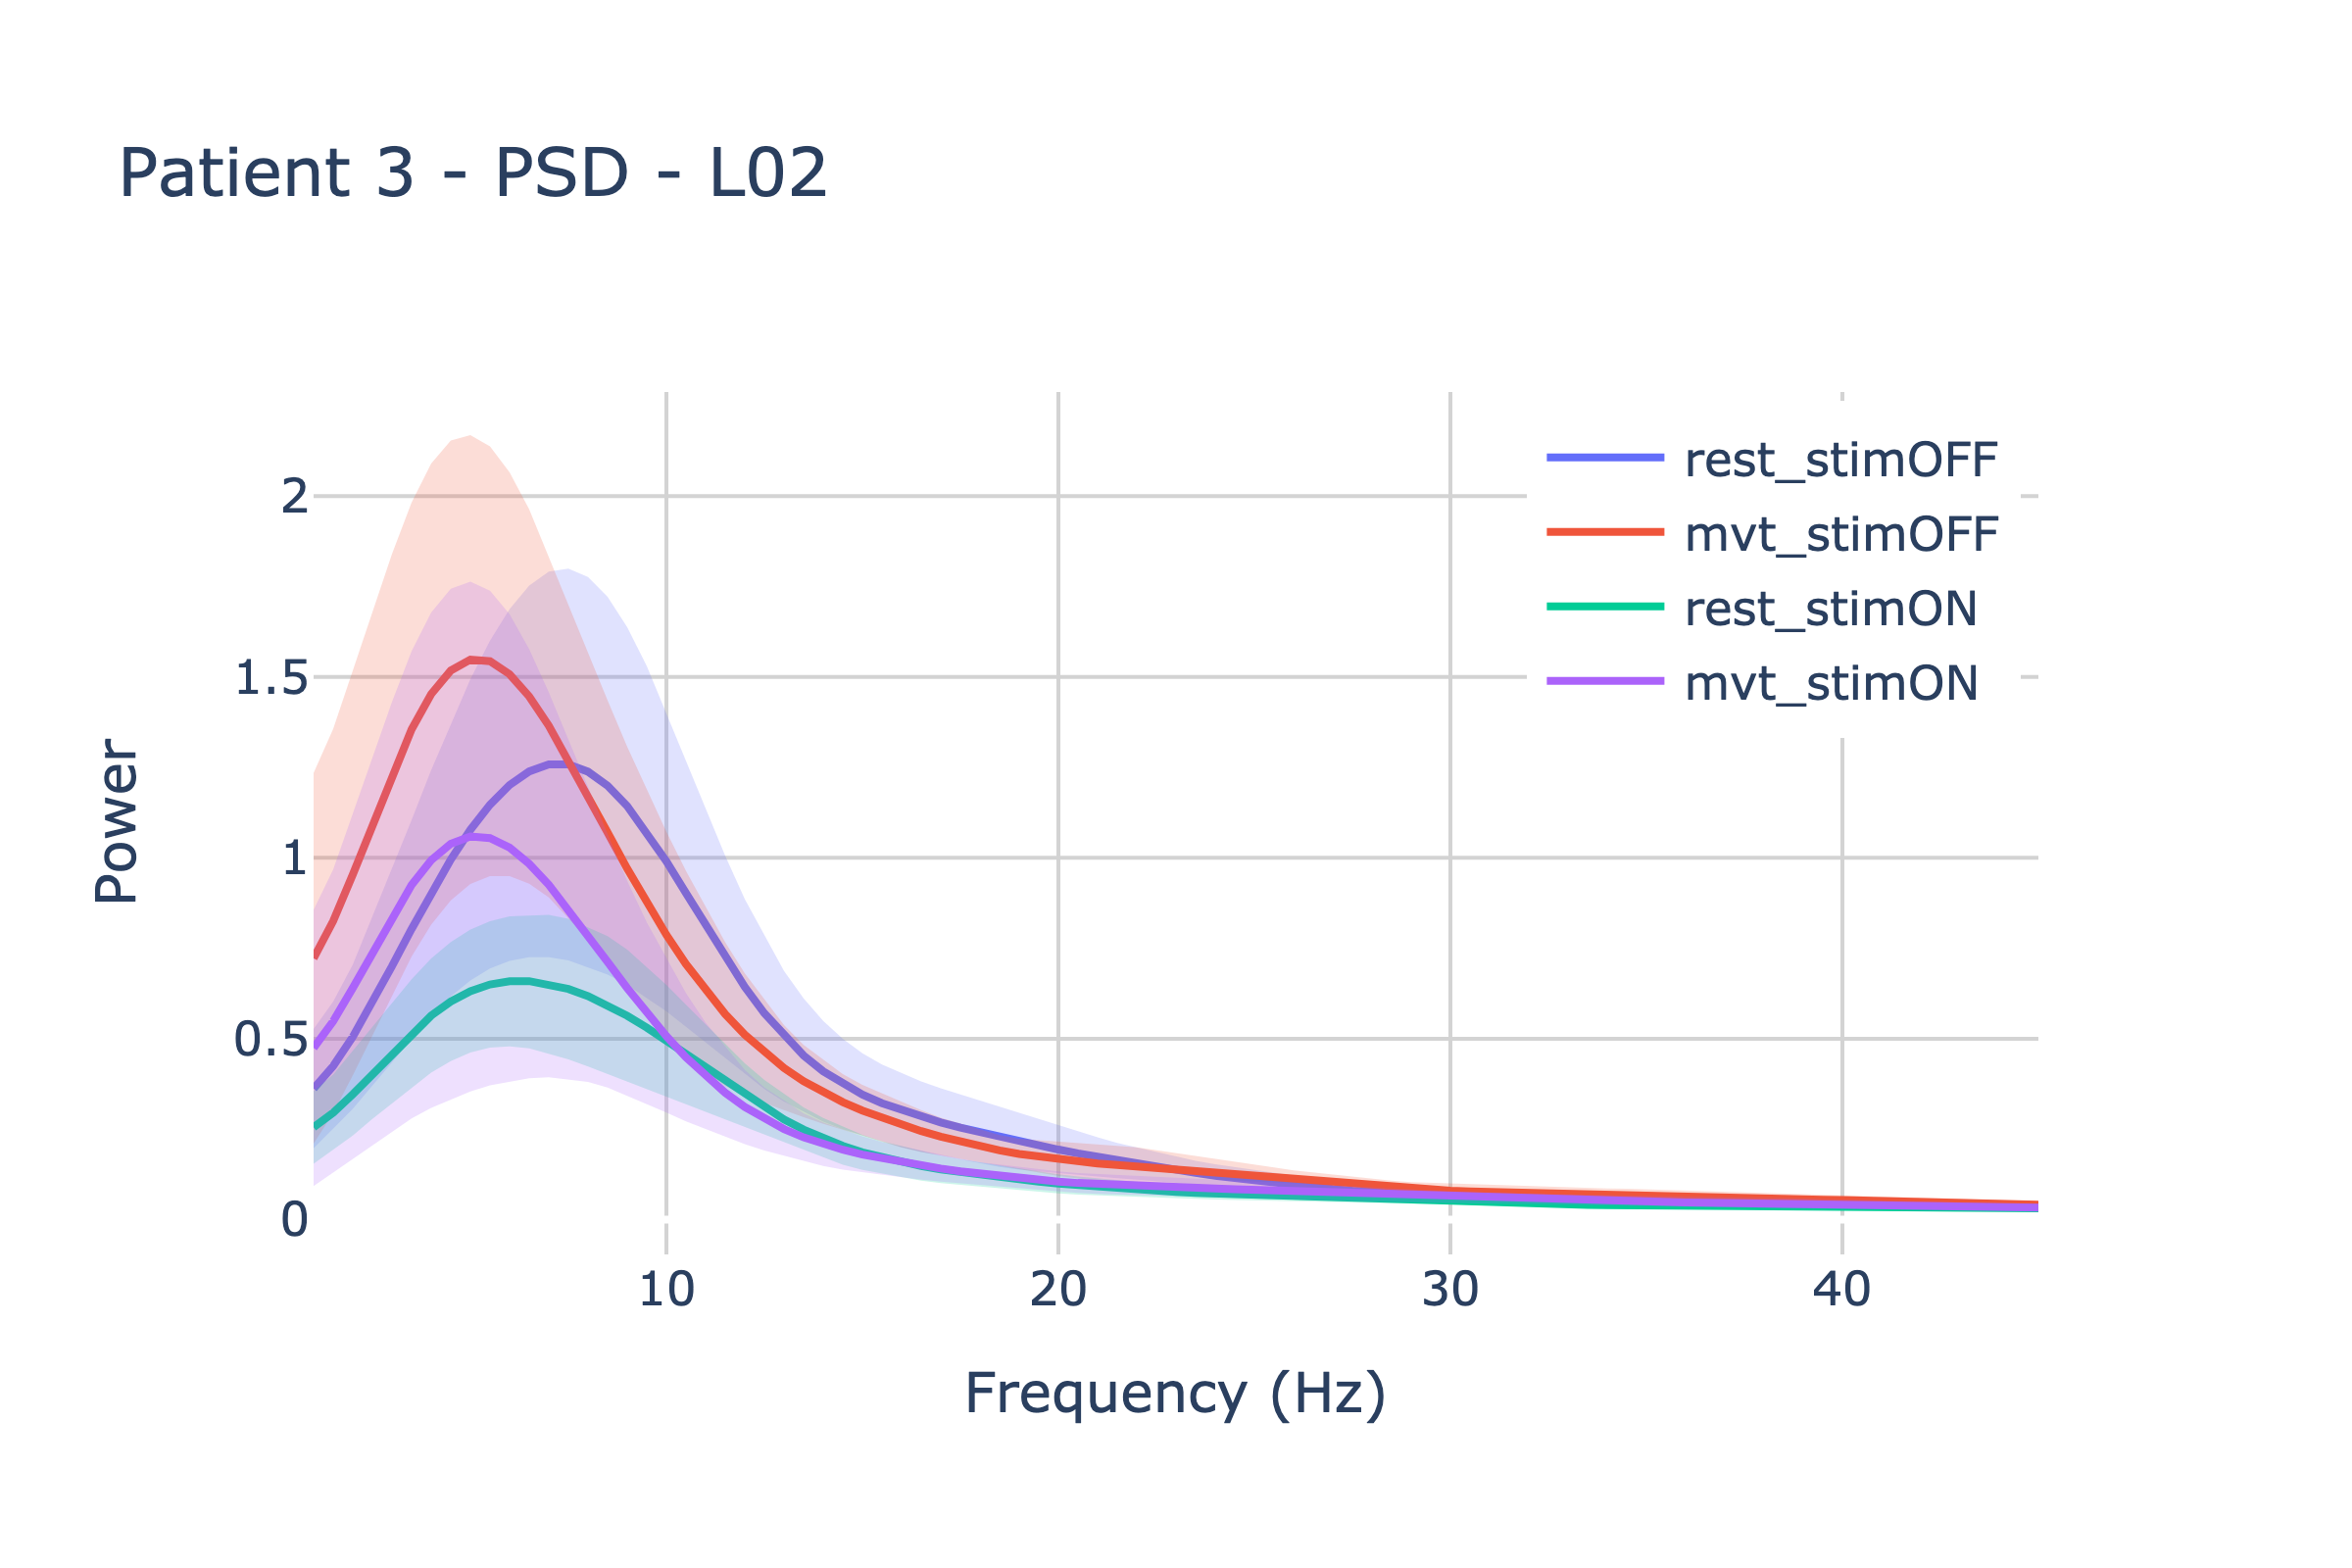 Patient 3 - PSD - L02
rest_stimOFF
mvt_stimOFF
rest_stimON
mvt_stimON
2
1.5
1
0.5
0
Power
10
20
30
40
Frequency (Hz)